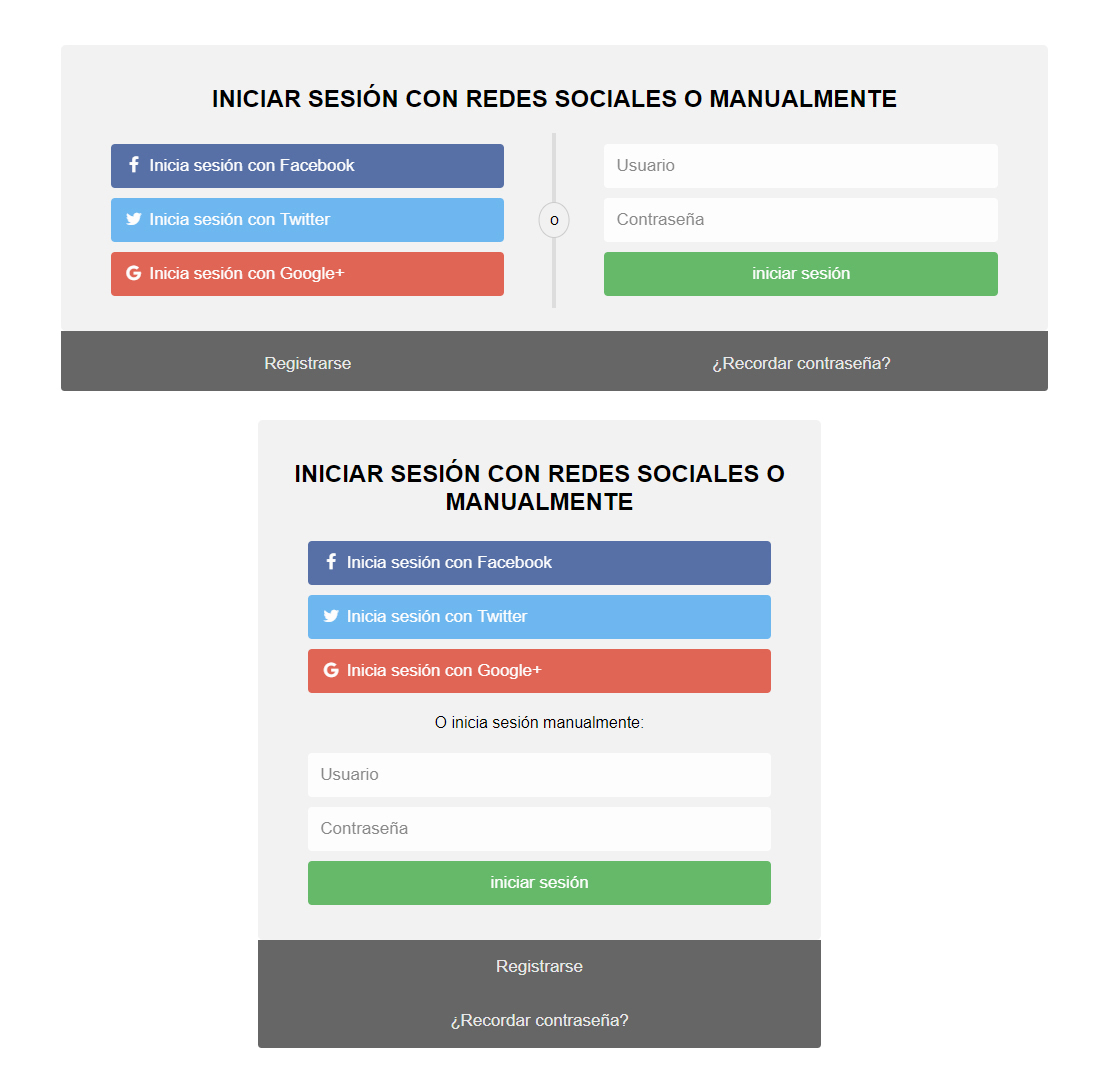 INICIAR SESIÓN CON REDES SOCIALES O MANUALMENTE
Inicia sesión con Facebook
Inicia sesión con Twitter
Inicia sesión con Google+
o
Usuario
Contraseña
iniciar sesión
Registrarse
¿Recordar contraseña?
INICIAR SESIÓN CON REDES SOCIALES O
MANUALMENTE
Inicia sesión con Facebook
Inicia sesión con Twitter
Inicia sesión con Google+
O inicia sesión manualmente:
Usuario
Contraseña
iniciar sesión
Registrarse
¿Recordar contraseña?